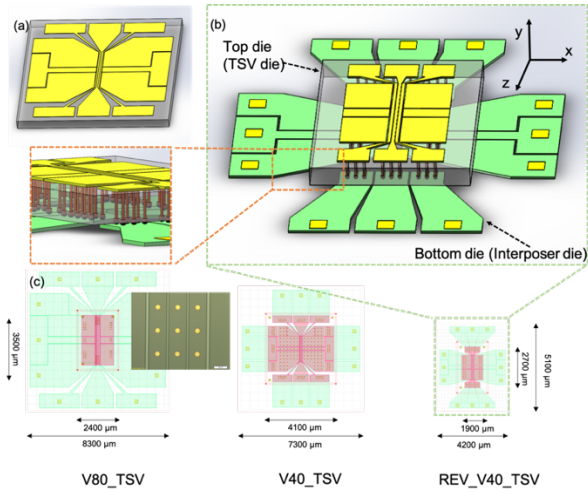 (a)
(b)
Top die
(TSV die)
y
x
z
Bottom die (Interposer die)
(c)
3500 µm
2400 µm
8300 µm
4100 µm
7300 µm
2700 µm
5100 µm
1900 µm
4200 µm
V80_TSV
V40_TSV
REV_V40_TSV